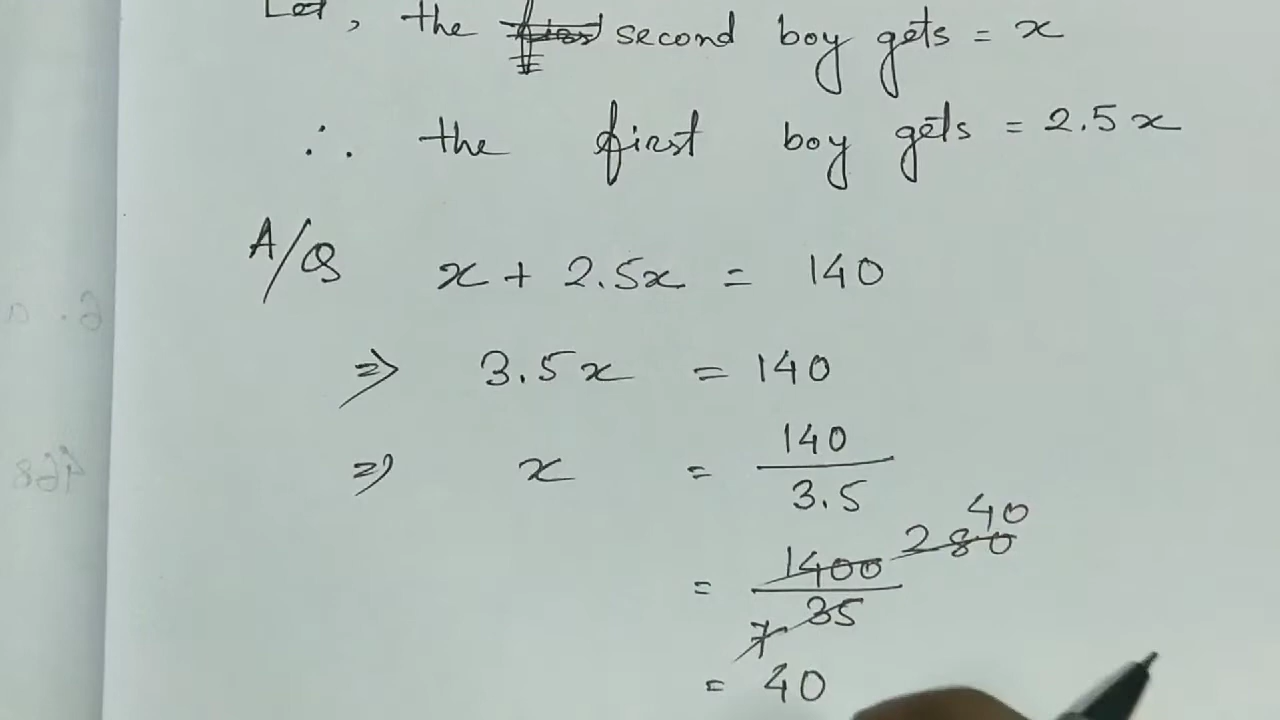 Let, the second boy gets = x
∴ the first boy gets = 2.5x
A/Q x + 2.5x = 140
⇒ 3.5x = 140
⇒ x = 140/3.5
= 1400/35 280 40
7
= 40